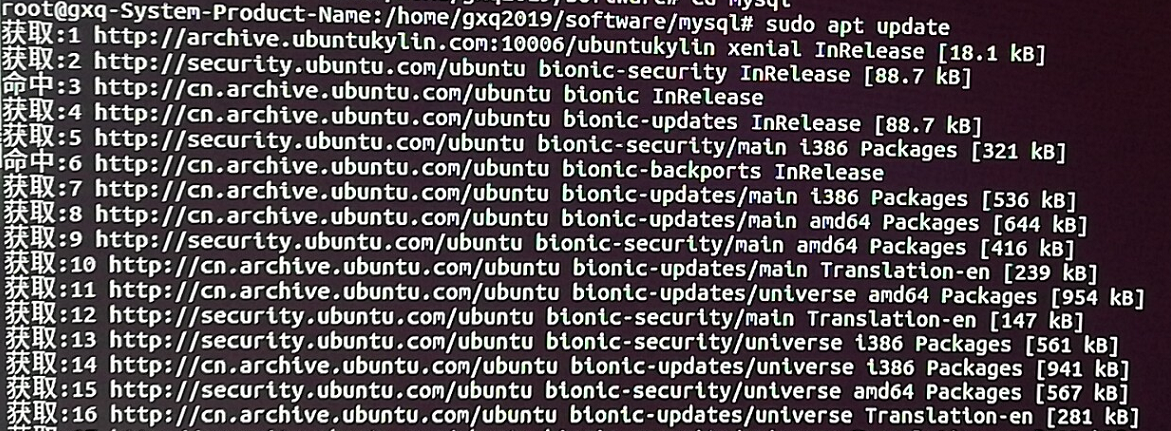 root@gxq-System-Product-Name:/home/gxq2019/software# cd mysql
root@gxq-System-Product-Name:/home/gxq2019/software/mysql# sudo apt update
获取:1 http://archive.ubuntukylin.com:10006/ubuntukylin xenial InRelease [18.1 kB]
获取:2 http://security.ubuntu.com/ubuntu bionic-security InRelease [88.7 kB]
命中:3 http://cn.archive.ubuntu.com/ubuntu bionic InRelease
获取:4 http://cn.archive.ubuntu.com/ubuntu bionic-updates InRelease [88.7 kB]
获取:5 http://security.ubuntu.com/ubuntu bionic-security/main i386 Packages [321 kB]
命中:6 http://cn.archive.ubuntu.com/ubuntu bionic-backports InRelease
获取:7 http://cn.archive.ubuntu.com/ubuntu bionic-updates/main i386 Packages [536 kB]
获取:8 http://cn.archive.ubuntu.com/ubuntu bionic-updates/main amd64 Packages [644 kB]
获取:9 http://security.ubuntu.com/ubuntu bionic-security/main amd64 Packages [416 kB]
获取:10 http://cn.archive.ubuntu.com/ubuntu bionic-updates/main Translation-en [239 kB]
获取:11 http://cn.archive.ubuntu.com/ubuntu bionic-updates/universe amd64 Packages [954 kB]
获取:12 http://security.ubuntu.com/ubuntu bionic-security/main Translation-en [147 kB]
获取:13 http://security.ubuntu.com/ubuntu bionic-security/universe i386 Packages [561 kB]
获取:14 http://cn.archive.ubuntu.com/ubuntu bionic-updates/universe i386 Packages [941 kB]
获取:15 http://security.ubuntu.com/ubuntu bionic-security/universe amd64 Packages [567 kB]
获取:16 http://cn.archive.ubuntu.com/ubuntu bionic-updates/universe Translation-en [281 kB]